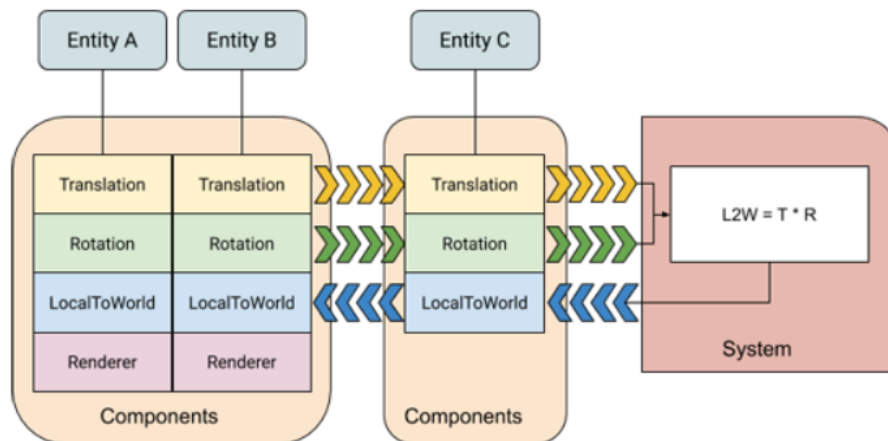 Entity A
Entity B
Entity C
Translation
Translation
Translation
Rotation
Rotation
Rotation
L2W = T * R
LocalToWorld
LocalToWorld
LocalToWorld
Renderer
Renderer
System
Components
Components